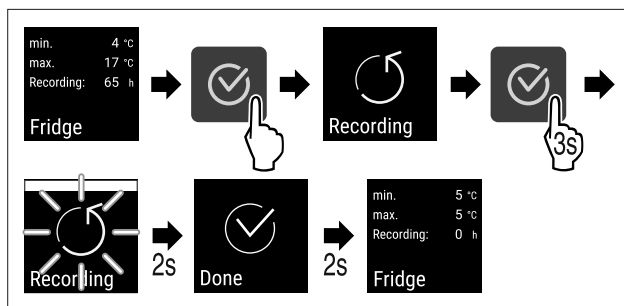 min. 4 °C
max. 17 °C
Recording: 65 h
Fridge
Recording
3s
Recording
2s
Done
2s
min. 5 °C
max. 5 °C
Recording: 0 h
Fridge